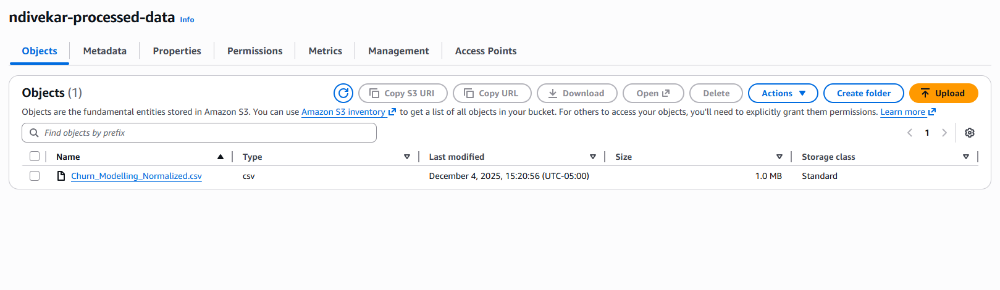 ndivekar-processed-data Info
Objects Metadata Properties Permissions Metrics Management Access Points
Objects (1) Copy S3 URI Copy URL Download Open Delete Actions Create folder Upload
Objects are the fundamental entities stored in Amazon S3. You can use Amazon S3 inventory to get a list of all objects in your bucket. For others to access your objects, you'll need to explicitly grant them permissions. Learn more
Find objects by prefix 1
Name Type Last modified Size Storage class
Churn_Modelling_Normalized.csv csv December 4, 2025, 15:20:56 (UTC-05:00) 1.0 MB Standard